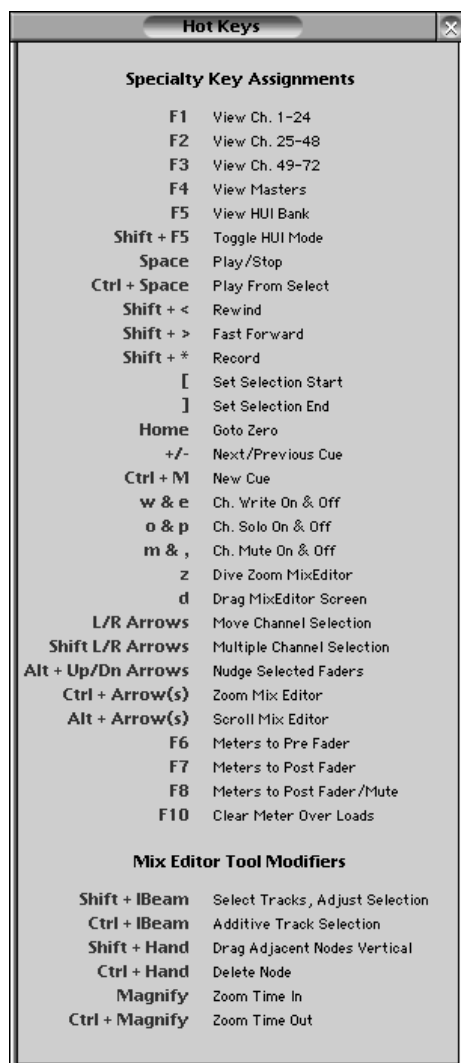 Hot Keys
Specialty Key Assignments
F1 View Ch. 1-24
F2 View Ch. 25-48
F3 View Ch. 49-72
F4 View Masters
F5 View HUI Bank
Shift + F5 Toggle HUI Mode
Space Play/Stop
Ctrl + Space Play From Select
Shift + < Rewind
Shift + > Fast Forward
Shift + * Record
[ Set Selection Start
] Set Selection End
Home Goto Zero
+/- Next/Previous Cue
Ctrl + M New Cue
w & e Ch. Write On & Off
o & p Ch. Solo On & Off
m & , Ch. Mute On & Off
z Dive Zoom MixEditor
d Drag MixEditor Screen
L/R Arrows Move Channel Selection
Shift L/R Arrows Multiple Channel Selection
Alt + Up/Dn Arrows Nudge Selected Faders
Ctrl + Arrow(s) Zoom Mix Editor
Alt + Arrow(s) Scroll Mix Editor
F6 Meters to Pre Fader
F7 Meters to Post Fader
F8 Meters to Post Fader/Mute
F10 Clear Meter Over Loads
Mix Editor Tool Modifiers
Shift + IBeam Select Tracks, Adjust Selection
Ctrl + IBeam Additive Track Selection
Shift + Hand Drag Adjacent Nodes Vertical
Ctrl + Hand Delete Node
Magnify Zoom Time In
Ctrl + Magnify Zoom Time Out